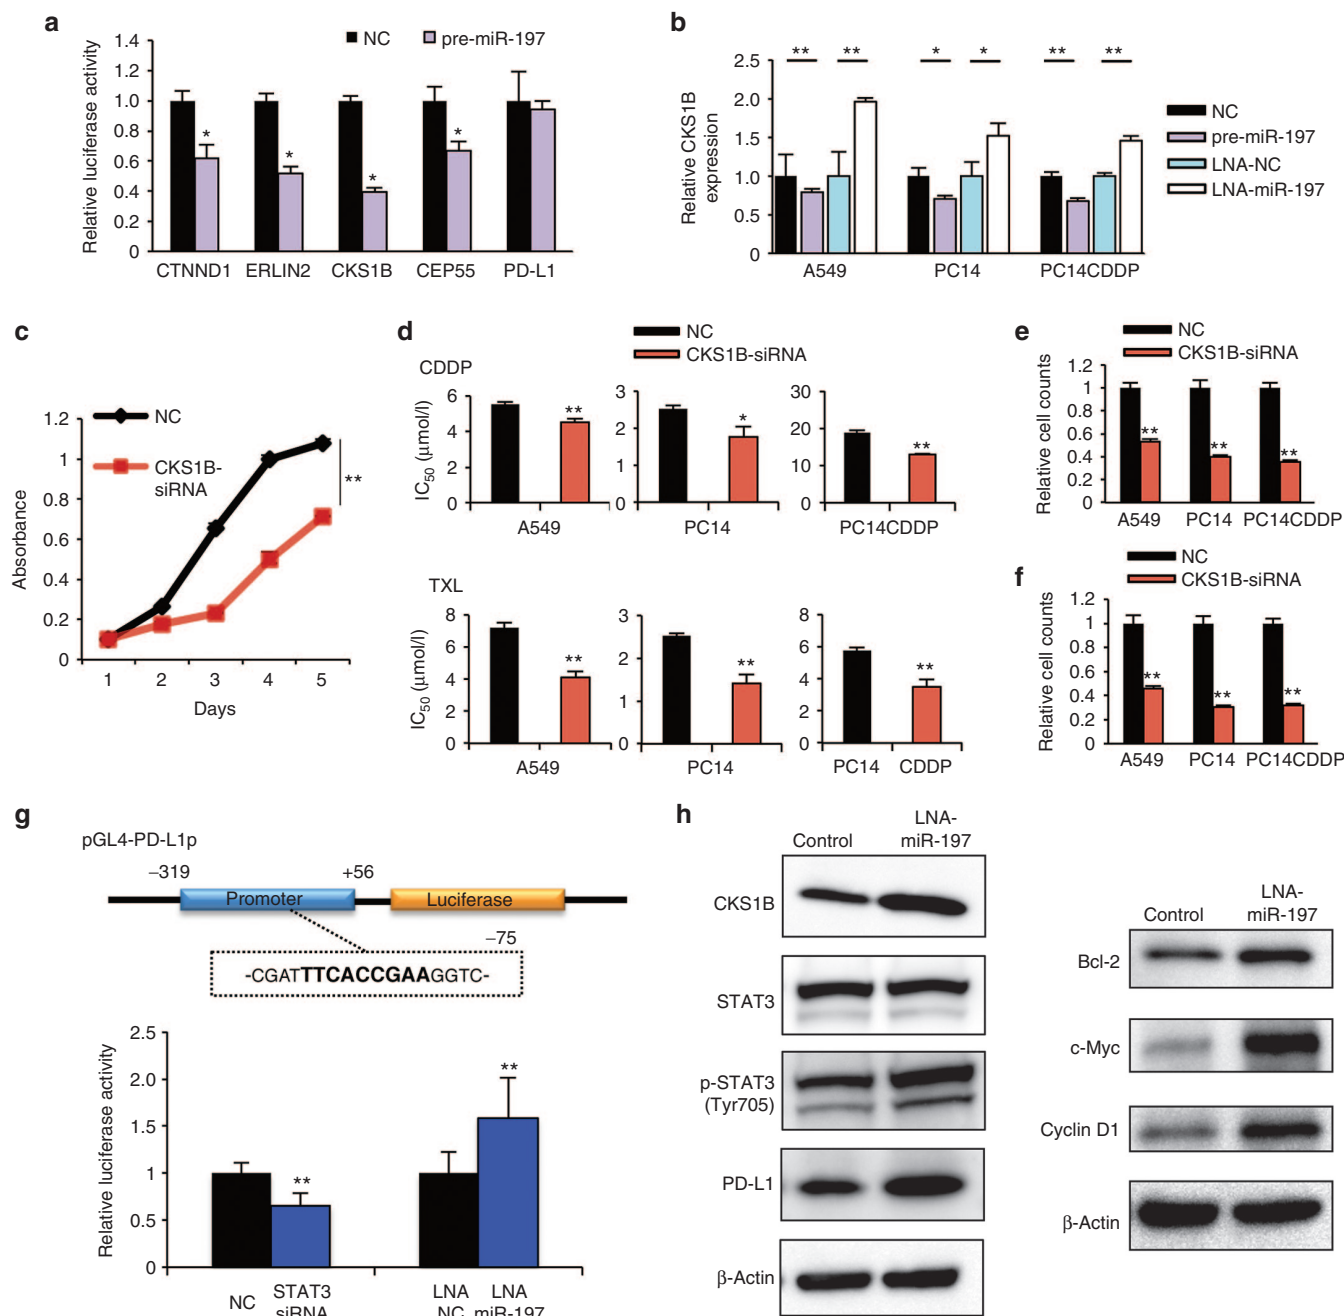 a
NC
pre-miR-197
Relative luciferase activity
1.4
1.2
1.0
0.8
0.6
0.4
0.2
0
*
*
*
*
CTNND1 ERLIN2 CKS1B CEP55 PD-L1
b
Relative CKS1B
expression
2.5
2.0
1.5
1.0
0.5
0
** ** * * ** **
A549 PC14 PC14CDDP
NC
pre-miR-197
LNA-NC
LNA-miR-197
c
NC
CKS1B-
siRNA
**
Absorbance
1.2
1
0.8
0.6
0.4
0.2
0
1 2 3 4 5
Days
d
NC
CKS1B-siRNA
CDDP
IC50 (μmol/l)
6
4
2
0
**
A549
3
2
1
0
*
PC14
30
20
10
0
**
PC14CDDP
TXL
IC50 (μmol/l)
8
6
4
2
0
**
A549
3
2
1
0
**
PC14
8
6
4
2
0
**
PC14 CDDP
e
NC
CKS1B-siRNA
Relative cell counts
1.2
1
0.8
0.6
0.4
0.2
0
** ** **
A549 PC14 PC14CDDP
f
NC
CKS1B-siRNA
Relative cell counts
1.2
1
0.8
0.6
0.4
0.2
0
** ** **
A549 PC14 PC14CDDP
g
pGL4-PD-L1p
−319 +56
Promoter Luciferase
−75
-CGATTTCACCGAAGGTC-
Relative luciferase activity
2.5
2.0
1.5
1
0.5
0
** **
NC STAT3 siRNA LNA NC LNA miR-197
h
Control LNA-
miR-197
CKS1B
STAT3
p-STAT3
(Tyr705)
PD-L1
β-Actin
Control LNA-
miR-197
Bcl-2
c-Myc
Cyclin D1
β-Actin